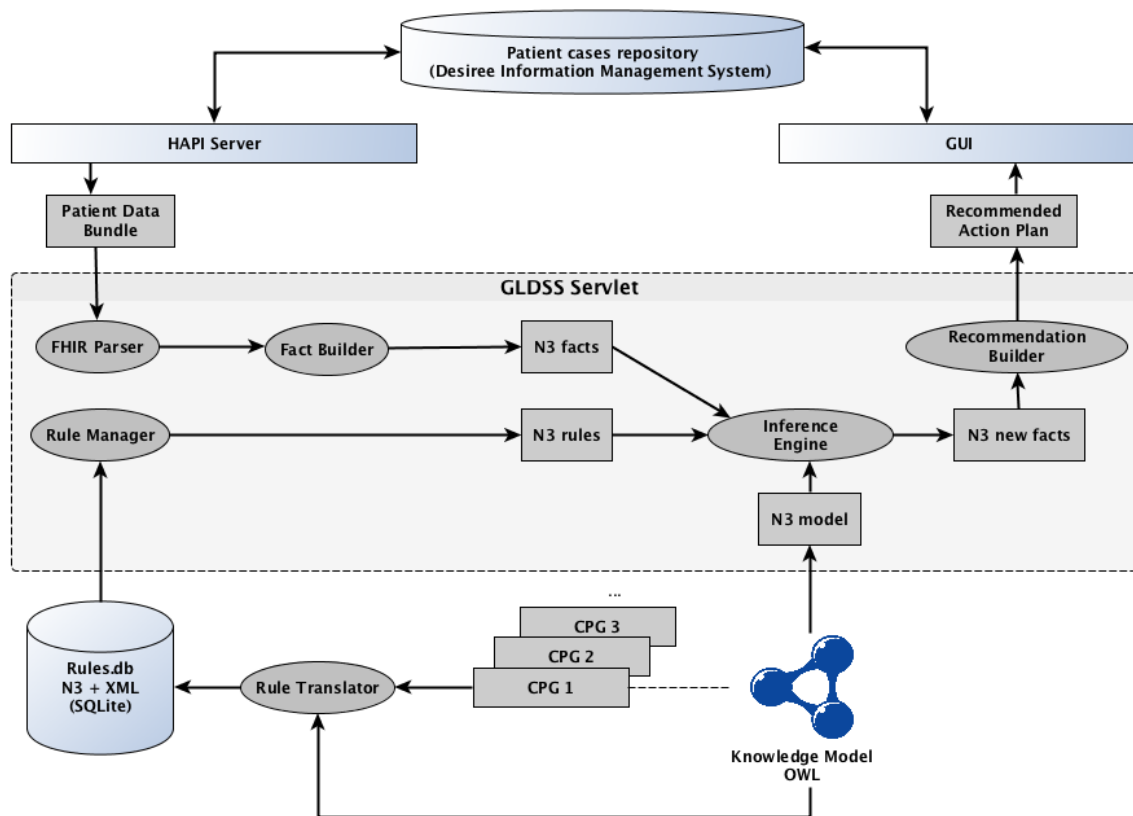 Patient cases repository
(Desiree Information Management System)
HAPI Server
GUI
Patient Data
Bundle
Recommended
Action Plan
GLDSS Servlet
FHIR Parser
Fact Builder
N3 facts
Recommendation
Builder
Rule Manager
N3 rules
Inference
Engine
N3 new facts
N3 model
...
CPG 3
CPG 2
CPG 1
Rules.db
N3 + XML
(SQLite)
Rule Translator
Knowledge Model
OWL